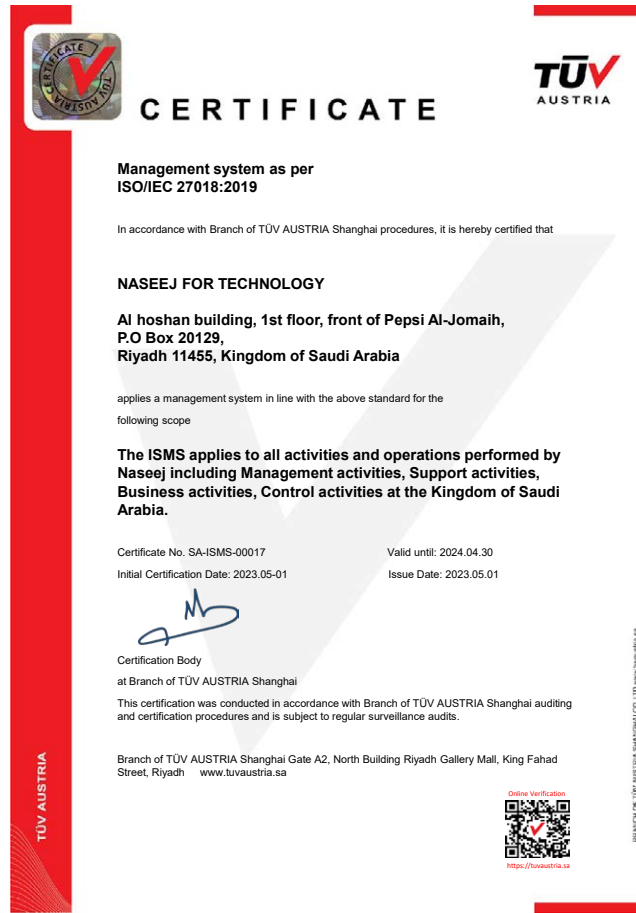 CERTIFICATE
TÜV AUSTRIA
CERTIFICATE
TÜV
AUSTRIA
Management system as per
ISO/IEC 27018:2019
In accordance with Branch of TÜV AUSTRIA Shanghai procedures, it is hereby certified that
NASEEJ FOR TECHNOLOGY
Al hoshan building, 1st floor, front of Pepsi Al-Jomaih,
P.O Box 20129,
Riyadh 11455, Kingdom of Saudi Arabia
applies a management system in line with the above standard for the
following scope
The ISMS applies to all activities and operations performed by
Naseej including Management activities, Support activities,
Business activities, Control activities at the Kingdom of Saudi
Arabia.
Certificate No. SA-ISMS-00017 Valid until: 2024.04.30
Initial Certification Date: 2023.05-01 Issue Date: 2023.05.01
Certification Body
at Branch of TÜV AUSTRIA Shanghai
This certification was conducted in accordance with Branch of TÜV AUSTRIA Shanghai auditing
and certification procedures and is subject to regular surveillance audits.
Branch of TÜV AUSTRIA Shanghai Gate A2, North Building Riyadh Gallery Mall, King Fahad
Street, Riyadh www.tuvaustria.sa
Online Verification
https://tuvaustria.sa
TÜV AUSTRIA